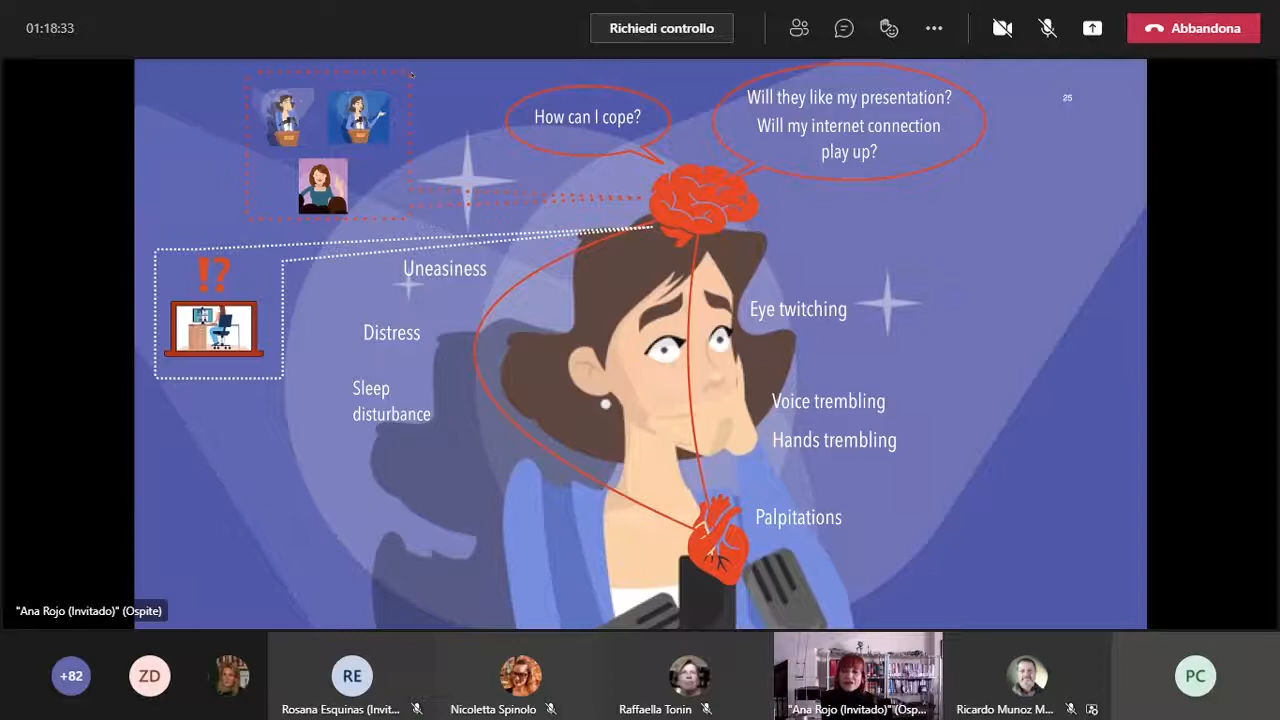 01:18:33
Richiedi controllo
Abbandona
25
How can I cope?
Will they like my presentation?
Will my internet connection
play up?
!?
Uneasiness
Eye twitching
Distress
Sleep
disturbance
Voice trembling
Hands trembling
Palpitations
"Ana Rojo (Invitado)" (Ospite)
+82
ZD
RE
PC
Rosana Esquinas (Invit...
Nicoletta Spinolo
Raffaella Tonin
"Ana Rojo (Invitado)" (Osp...
Ricardo Munoz M...